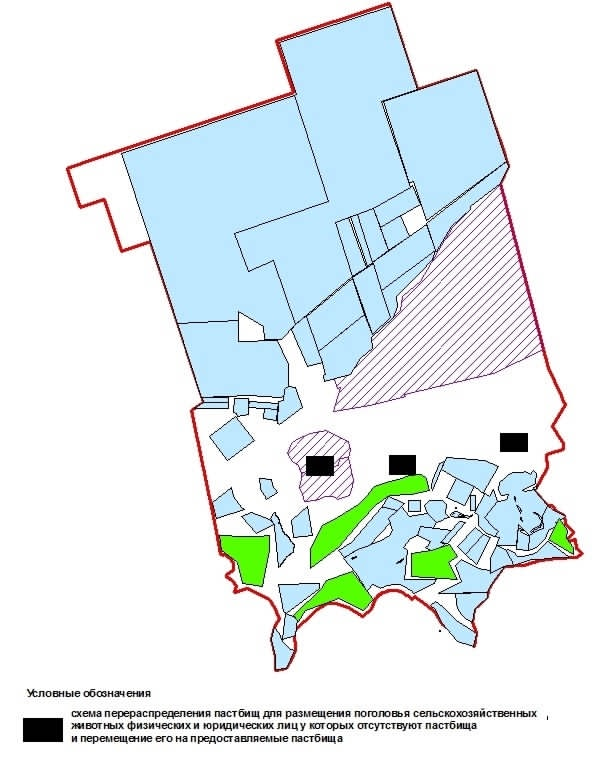 Условные обозначения
схема перераспределения пастбищ для размещения поголовья сельскохозяйственных
животных физических и юридических лиц у которых отсутствуют пастбища
и перемещение его на предоставляемые пастбища